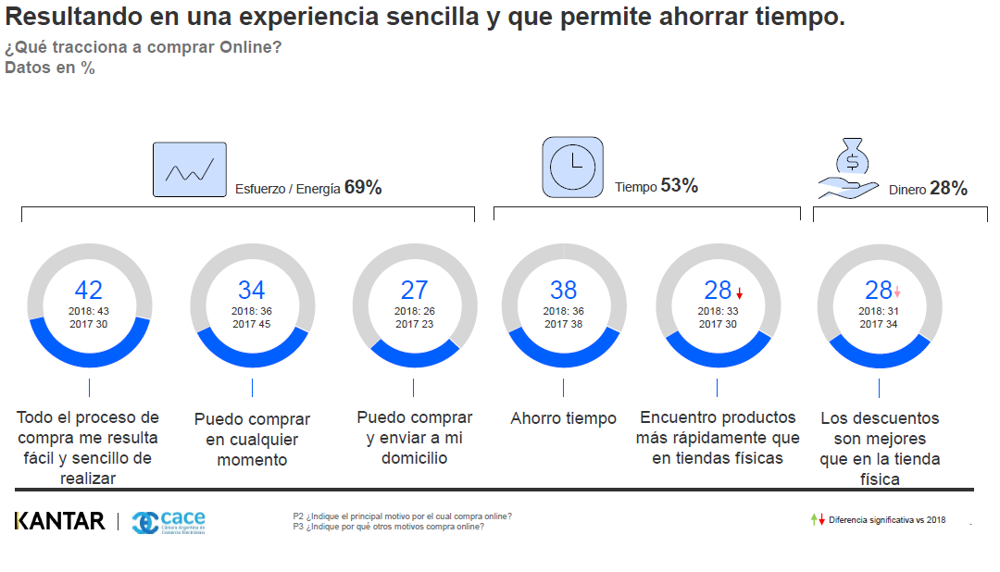 Resultando en una experiencia sencilla y que permite ahorrar tiempo.
¿Qué tracciona a comprar Online?
Datos en %
Esfuerzo / Energía 69%
Tiempo 53%
$
Dinero 28%
42
2018: 43
2017 30
34
2018: 36
2017 45
27
2018: 26
2017 23
38
2018: 36
2017 38
28
2018: 33
2017 30
28
2018: 31
2017 34
Todo el proceso de
compra me resulta
fácil y sencillo de
realizar
Puedo comprar
en cualquier
momento
Puedo comprar
y enviar a mi
domicilio
Ahorro tiempo
Encuentro productos
más rápidamente que
en tiendas físicas
Los descuentos
son mejores
que en la tienda
física
KANTAR
cace
Cámara Argentina de
Comercio Electrónico
P2 ¿Indique el principal motivo por el cual compra online?
P3 ¿Indique por qué otros motivos compra online?
Diferencia significativa vs 2018